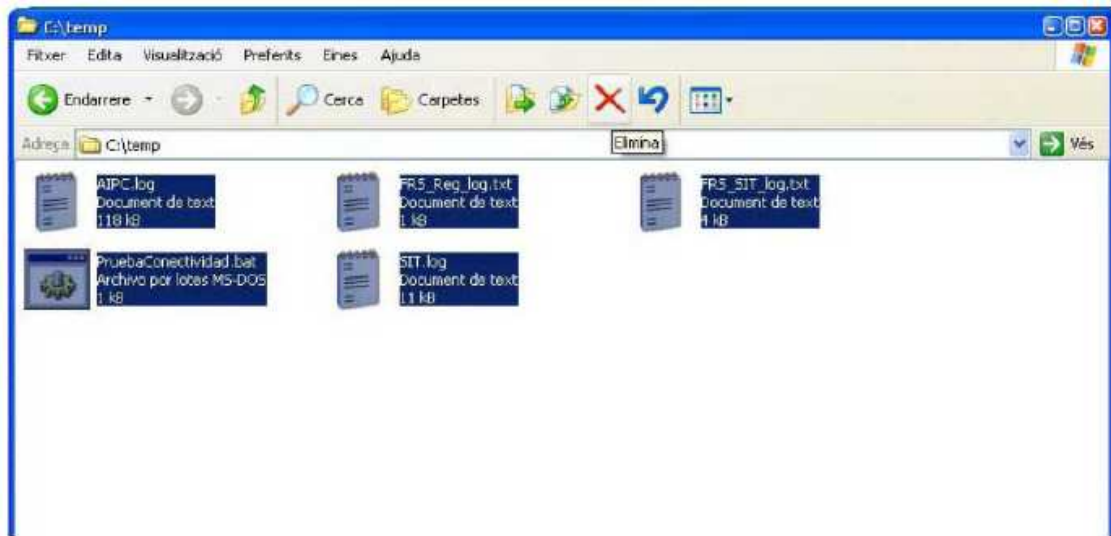 C:\temp
Fitxer Edita Visualització Preferits Eines Ajuda
Endarrere Cerca Carpetes
Adreça C:\temp Elimina Vés
AIPC.log
Document de text
118 kB
FR5_Reg_log.txt
Document de text
1 kB
FR5_SIT_log.txt
Document de text
4 kB
PruebaConectividad.bat
Archivo por lotes MS-DOS
1 kB
SIT.log
Document de text
11 kB